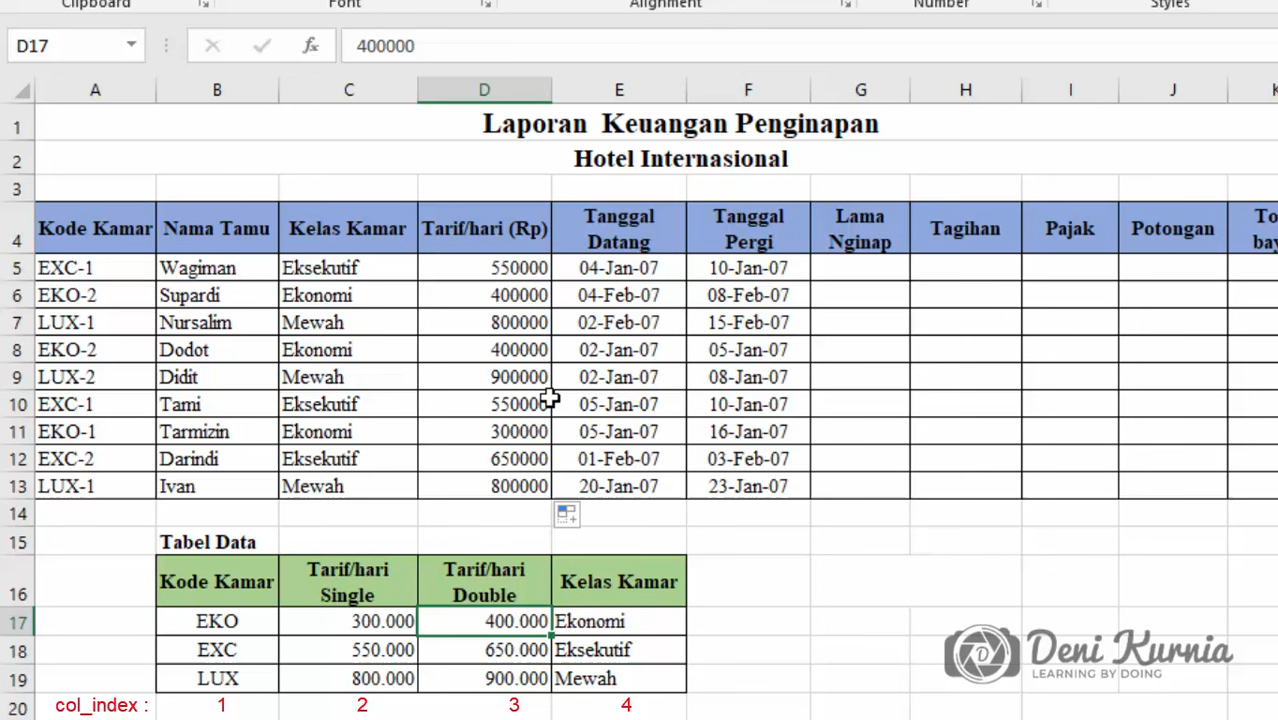 Clipboard Font Alignment Number Styles
D17 fx 400000
A B C D E F G H I J
1 Laporan Keuangan Penginapan
2 Hotel Internasional
3
4 Kode Kamar Nama Tamu Kelas Kamar Tarif/hari (Rp) Tanggal Datang Tanggal Pergi Lama Nginap Tagihan Pajak Potongan
5 EXC-1 Wagiman Eksekutif 550000 04-Jan-07 10-Jan-07
6 EKO-2 Supardi Ekonomi 400000 04-Feb-07 08-Feb-07
7 LUX-1 Nursalim Mewah 800000 02-Feb-07 15-Feb-07
8 EKO-2 Dodot Ekonomi 400000 02-Jan-07 05-Jan-07
9 LUX-2 Didit Mewah 900000 02-Jan-07 08-Jan-07
10 EXC-1 Tami Eksekutif 550000 05-Jan-07 10-Jan-07
11 EKO-1 Tarmizin Ekonomi 300000 05-Jan-07 16-Jan-07
12 EXC-2 Darindi Eksekutif 650000 01-Feb-07 03-Feb-07
13 LUX-1 Ivan Mewah 800000 20-Jan-07 23-Jan-07
14
15 Tabel Data
16 Kode Kamar Tarif/hari Single Tarif/hari Double Kelas Kamar
17 EKO 300.000 400.000 Ekonomi
18 EXC 550.000 650.000 Eksekutif
19 LUX 800.000 900.000 Mewah
20 col_index : 1 2 3 4
Deni Kurnia
LEARNING BY DOING